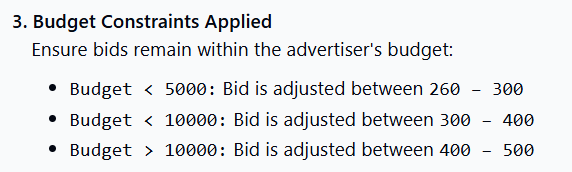 3. Budget Constraints Applied
Ensure bids remain within the advertiser's budget:
• Budget < 5000: Bid is adjusted between 260 – 300
• Budget < 10000: Bid is adjusted between 300 – 400
• Budget > 10000: Bid is adjusted between 400 – 500